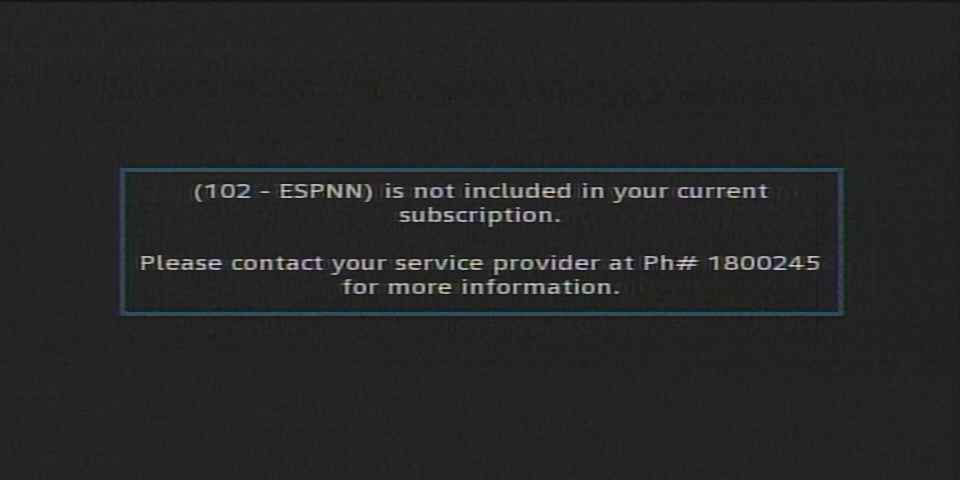 (102 - ESPNN) is not included in your current
subscription.
Please contact your service provider at Ph# 1800245
for more information.